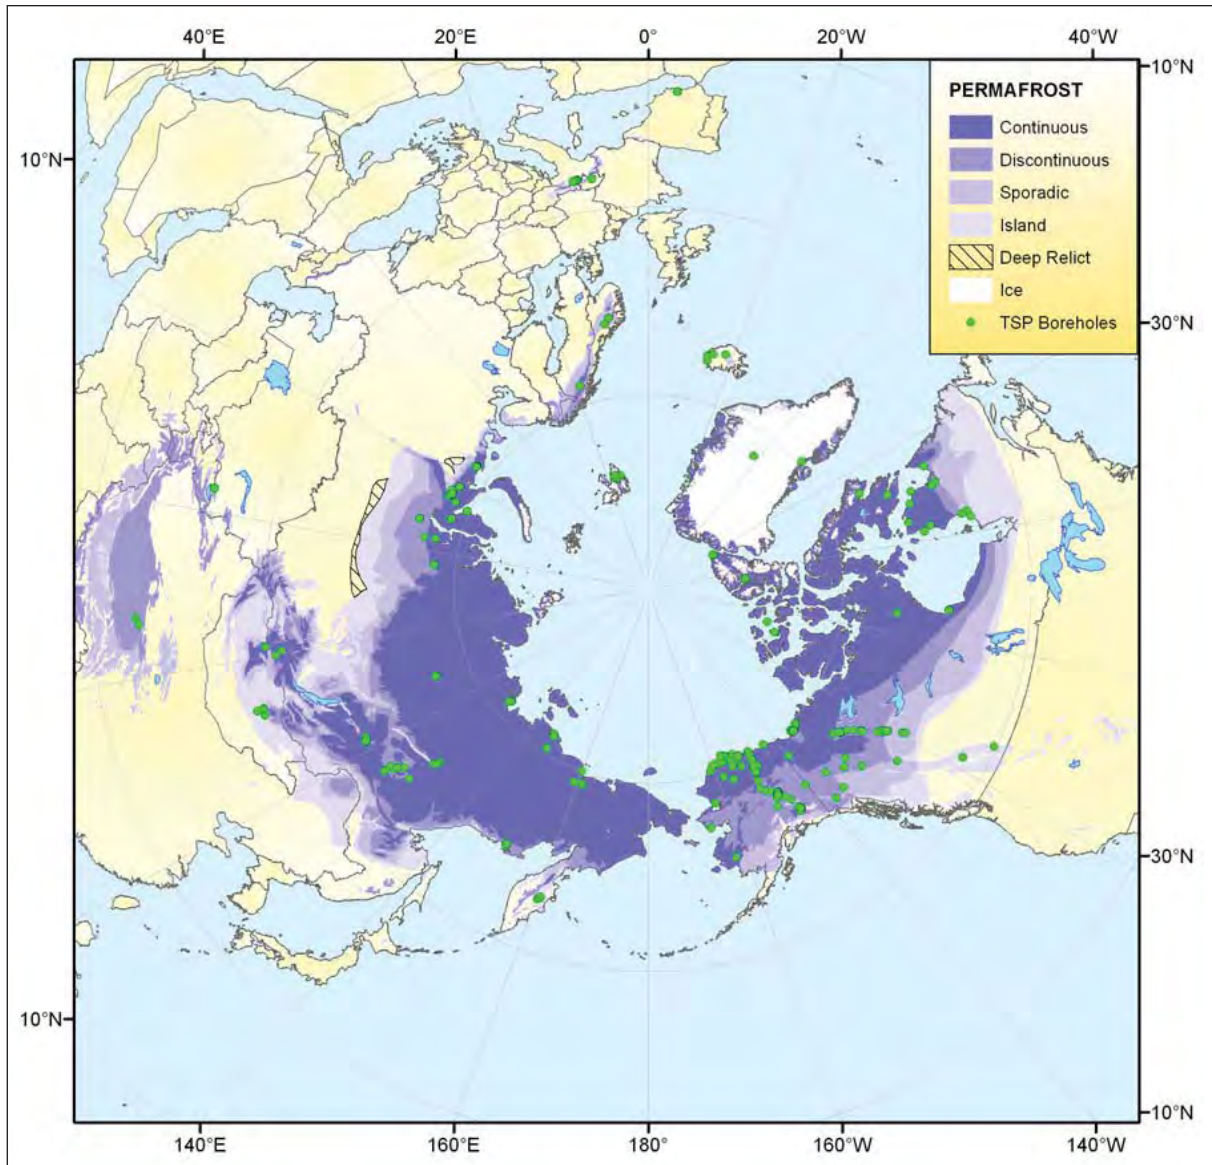 40°E 20°E 0° 20°W 40°W
10°N
PERMAFROST
Continuous
10°N
Discontinuous
Sporadic
Island
Deep Relict
Ice
TSP Boreholes
30°N
30°N
10°N
10°N
140°E 160°E 180° 160°W 140°W